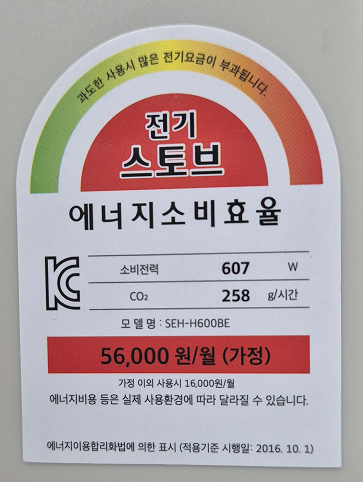 과도한 사용시 많은 전기요금이 부과됩니다.
전기
스토브
에너지소비효율
소비전력 607 W
CO₂ 258 g/시간
모 델 명 : SEH-H600BE
56,000 원/월 (가정)
가정 이외 사용시 16,000원/월
에너지비용 등은 실제 사용환경에 따라 달라질 수 있습니다.
에너지이용합리화법에 의한 표시 (적용기준 시행일: 2016. 10. 1)